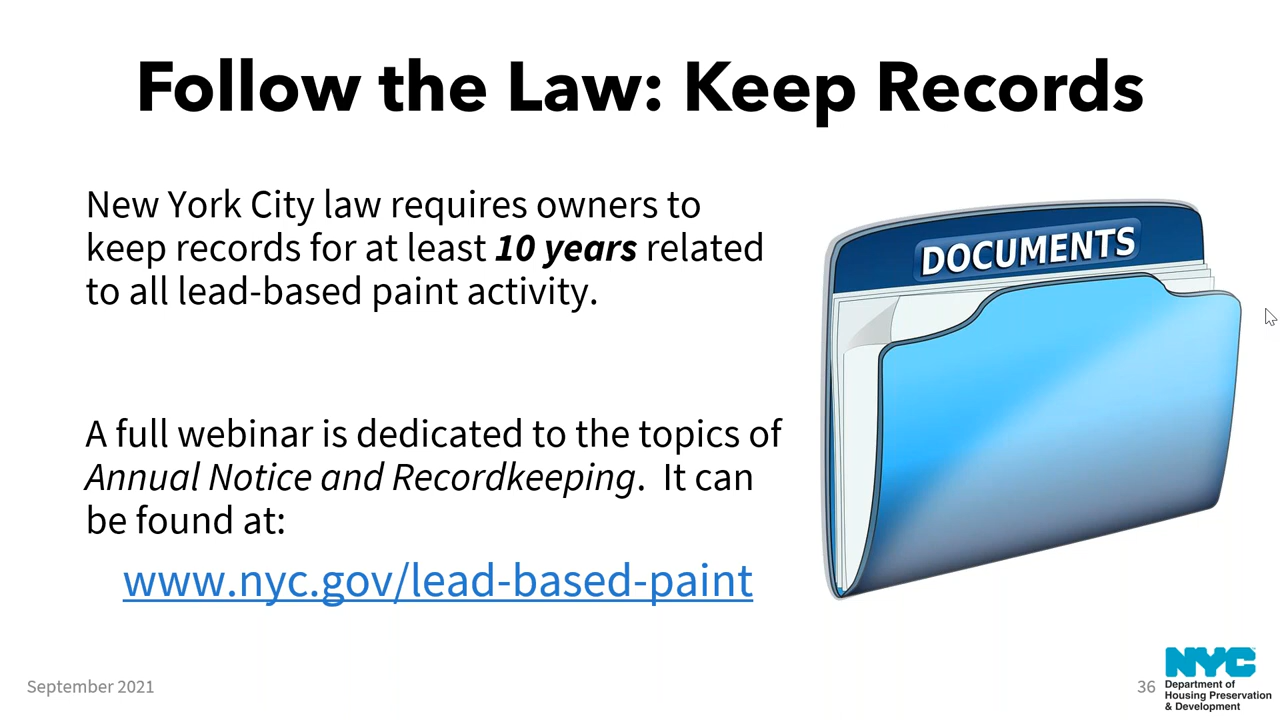 Follow the Law: Keep Records
New York City law requires owners to
keep records for at least 10 years related
to all lead-based paint activity.
DOCUMENTS
A full webinar is dedicated to the topics of
Annual Notice and Recordkeeping.  It can
be found at:
www.nyc.gov/lead-based-paint
September 2021
36
NYC
Department of
Housing Preservation
& Development